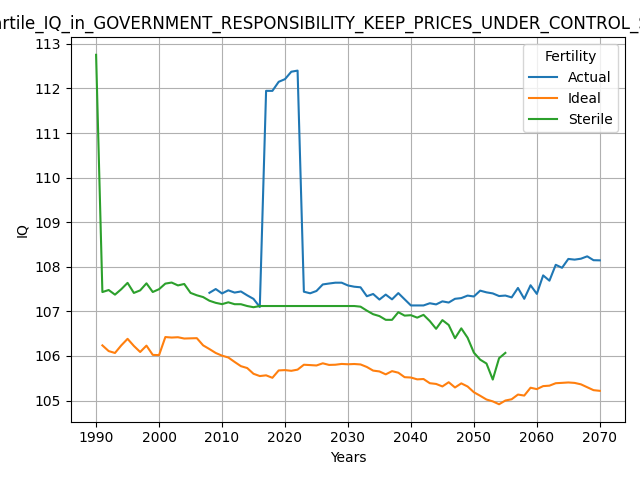 artile_IQ_in_GOVERNMENT_RESPONSIBILITY_KEEP_PRICES_UNDER_CONTROL_S
113
112
111
110
109
108
107
106
105
IQ
Fertility
Actual
Ideal
Sterile
1990 2000 2010 2020 2030 2040 2050 2060 2070
Years